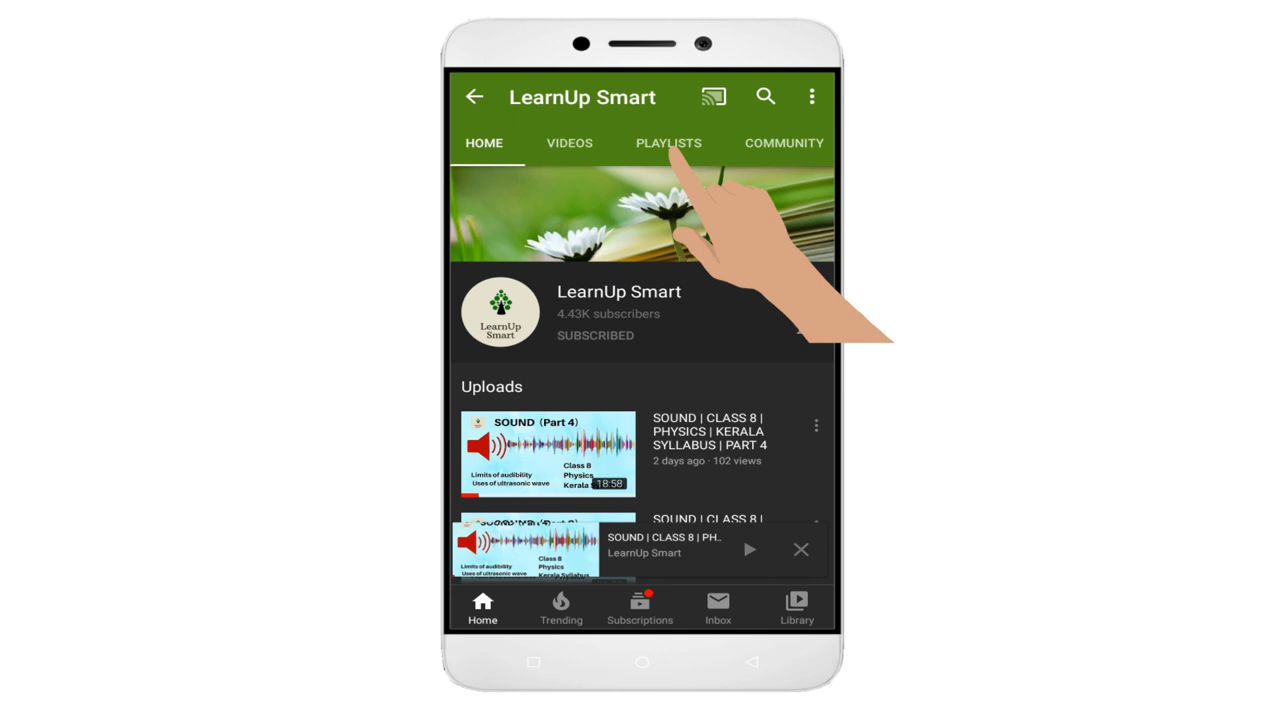 LearnUp Smart
HOME VIDEOS PLAYLISTS COMMUNITY
LearnUp Smart
4.43K subscribers
SUBSCRIBED
LearnUp
Smart
Uploads
SOUND (Part 4)
Class 8
Limits of audibility
Physics
Uses of ultrasonic wave
Kerala
18:58
SOUND | CLASS 8 |
PHYSICS | KERALA
SYLLABUS | PART 4
2 days ago · 102 views
SOUND | CLASS 8 |
SOUND | CLASS 8 | PH..
LearnUp Smart
Class 8
Limits of audibility
Physics
Uses of ultrasonic wave
Kerala Syllabus
Home Trending Subscriptions Inbox Library